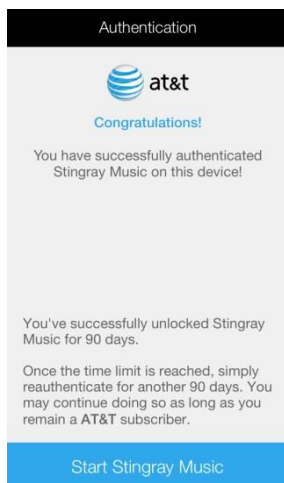 Authentication
at&t
Congratulations!
You have successfully authenticated
Stingray Music on this device!
You've successfully unlocked Stingray
Music for 90 days.
Once the time limit is reached, simply
reauthenticate for another 90 days. You
may continue doing so as long as you
remain a AT&T subscriber.
Start Stingray Music